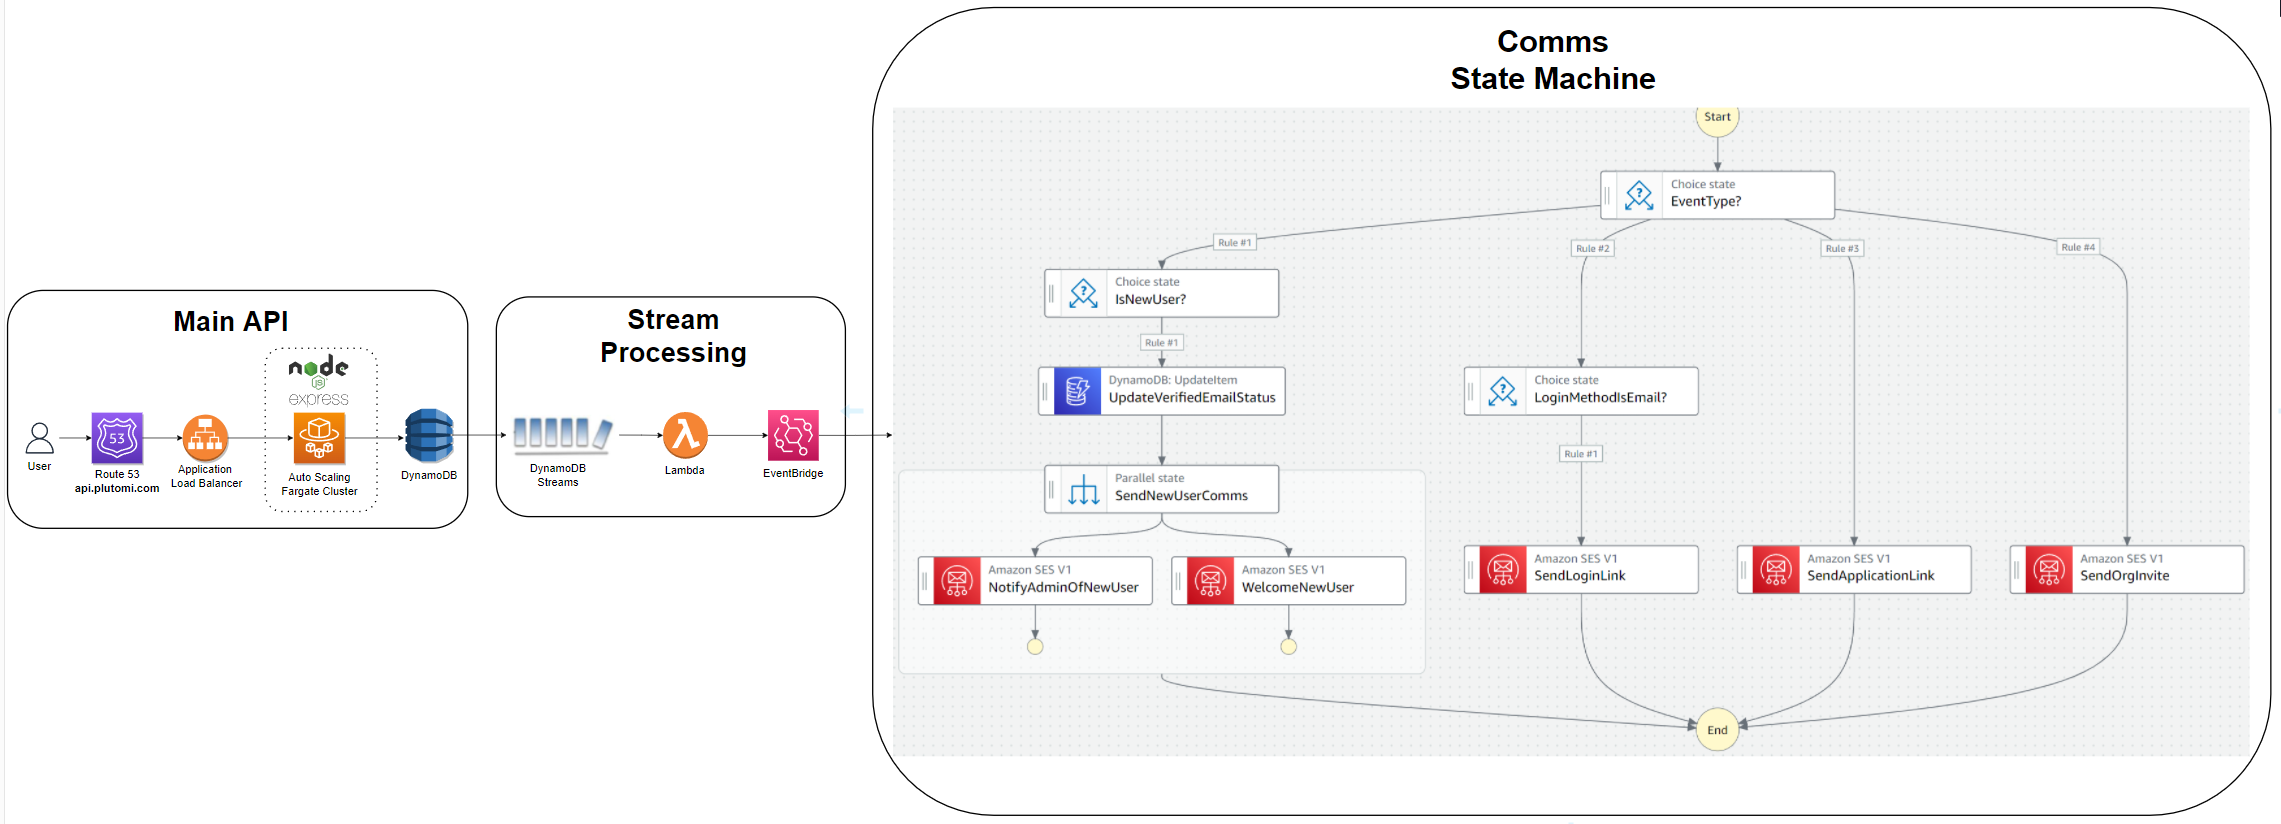 Main API
node
JS
express
User
53
Route 53
api.plutomi.com
Application
Load Balancer
Auto Scaling
Fargate Cluster
DynamoDB
Stream
Processing
DynamoDB
Streams
Lambda
EventBridge
Comms
State Machine
Start
Choice state
EventType?
Rule #1
Rule #2
Rule #3
Rule #4
Choice state
IsNewUser?
Rule #1
DynamoDB: UpdateItem
UpdateVerifiedEmailStatus
Choice state
LoginMethodIsEmail?
Rule #1
Parallel state
SendNewUserComms
Amazon SES V1
NotifyAdminOfNewUser
Amazon SES V1
WelcomeNewUser
Amazon SES V1
SendLoginLink
Amazon SES V1
SendApplicationLink
Amazon SES V1
SendOrgInvite
End